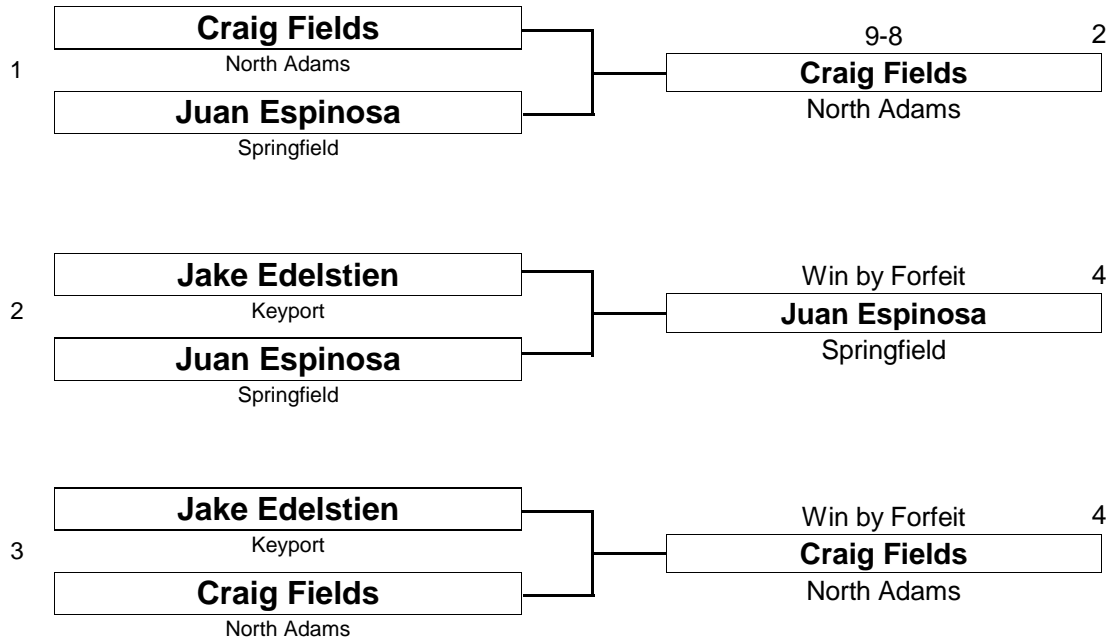 Craig Fields
9-8
2
1
North Adams
Craig Fields
Juan Espinosa
North Adams
Springfield
Jake Edelstien
Win by Forfeit
4
2
Keyport
Juan Espinosa
Juan Espinosa
Springfield
Springfield
Jake Edelstien
Win by Forfeit
4
3
Keyport
Craig Fields
Craig Fields
North Adams
North Adams